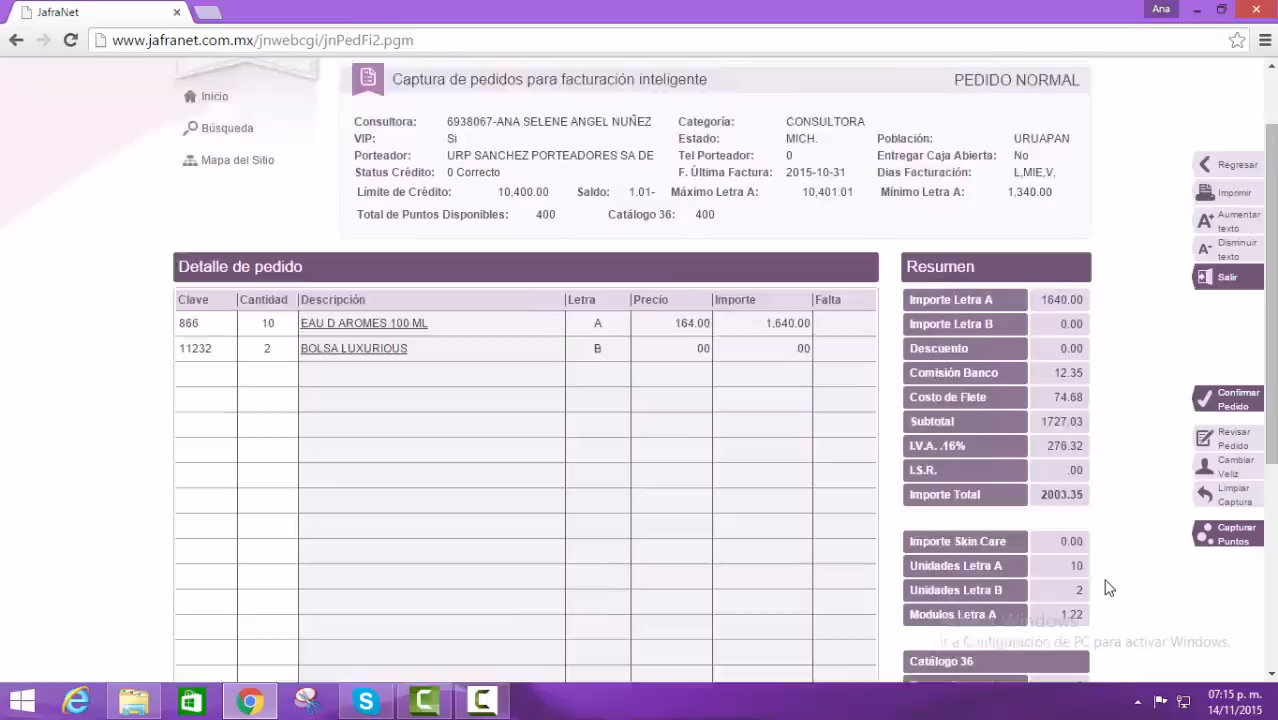 JafraNet
Ana
www.jafranet.com.mx/jnwebcgi/jnPedFi2.pgm
Inicio
Búsqueda
Mapa del Sitio
Captura de pedidos para facturación inteligente
PEDIDO NORMAL
Consultora: 6938067-ANA SELENE ANGEL NUÑEZ Categoría: CONSULTORA
VIP: Si Estado: MICH. Población: URUAPAN
Porteador: URP SANCHEZ PORTEADORES SA DE Tel Porteador: 0 Entregar Caja Abierta: No
Status Crédito: 0 Correcto F. Última Factura: 2015-10-31 Dias Facturación: L,MIE,V,
Límite de Crédito: 10,400.00 Saldo: 1.01- Máximo Letra A: 10,401.01 Mínimo Letra A: 1,340.00
Total de Puntos Disponibles: 400 Catálogo 36: 400
Detalle de pedido
Clave Cantidad Descripción Letra Precio Importe Falta
866 10 EAU D AROMES 100 ML A 164.00 1,640.00
11232 2 BOLSA LUXURIOUS B 00 00
Resumen
Importe Letra A 1640.00
Importe Letra B 0.00
Descuento 0.00
Comisión Banco 12.35
Costo de Flete 74.68
Subtotal 1727.03
I.V.A. .16% 276.32
I.S.R. .00
Importe Total 2003.35
Importe Skin Care 0.00
Unidades Letra A 10
Unidades Letra B 2
Modulos Letra A 1.22
Catálogo 36
Regresar
Imprimir
Aumentar
texto
Disminuir
texto
Salir
Confirmar
Pedido
Revisar
Pedido
Cambiar
Veliz
Limpiar
Captura
Capturar
Puntos
Windows
Ir a Configuración de PC para activar Windows.
07:15 p. m.
14/11/2015